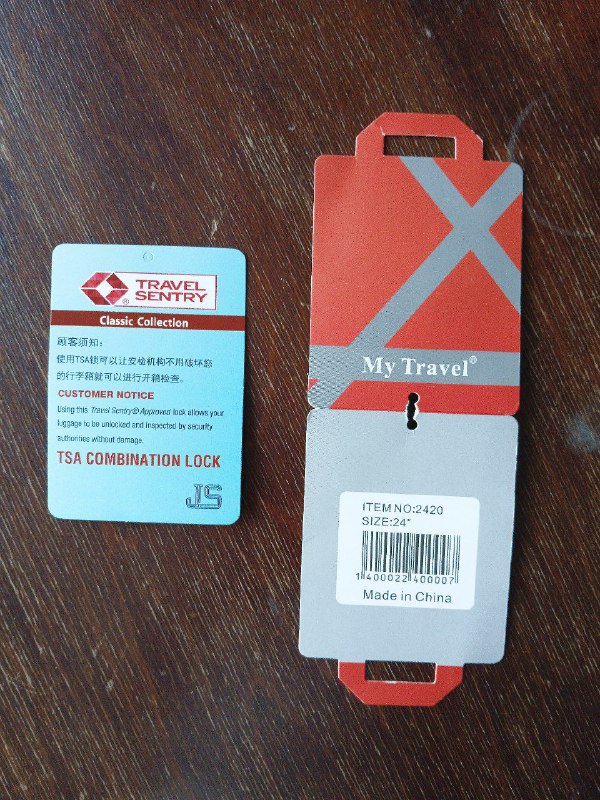 TRAVEL
SENTRY
®
Classic Collection
顾客须知：
使用TSA锁可以让安检机构不用破坏您
的行李箱就可以进行开箱检查。
CUSTOMER NOTICE
Using this Travel Sentry® Approved lock allows your
luggage to be unlocked and inspected by security
authorities without damage.
TSA COMBINATION LOCK
JS
My Travel®
ITEM NO:2420
SIZE:24"
1 400022 400007
Made in China